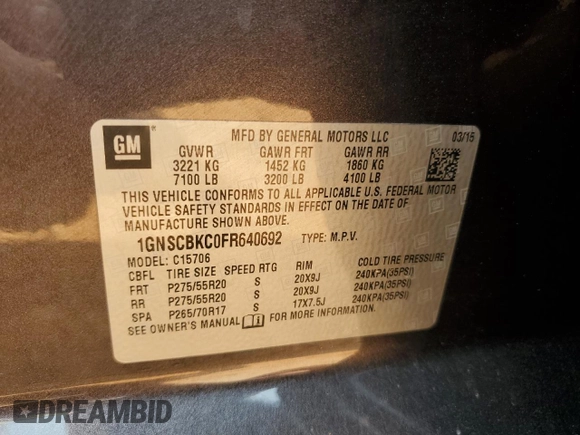 GM
MFD BY GENERAL MOTORS LLC
03/15
GVWR GAWR FRT GAWR RR
3221 KG 1452 KG 1860 KG
7100 LB 3200 LB 4100 LB
THIS VEHICLE CONFORMS TO ALL APPLICABLE U.S. FEDERAL MOTOR
VEHICLE SAFETY STANDARDS IN EFFECT ON THE DATE OF
MANUFACTURE SHOWN ABOVE.
1GNSCBKC0FR640692 TYPE: M.P.V.
MODEL: C15706
CBFL TIRE SIZE SPEED RTG RIM COLD TIRE PRESSURE
FRT P275/55R20 S 20X9J 240KPA(35PSI)
RR P275/55R20 S 20X9J 240KPA(35PSI)
SPA P265/70R17 S 17X7.5J 240KPA(35PSI)
SEE OWNER'S MANUAL FOR MORE INFORMATION.
DREAMBID